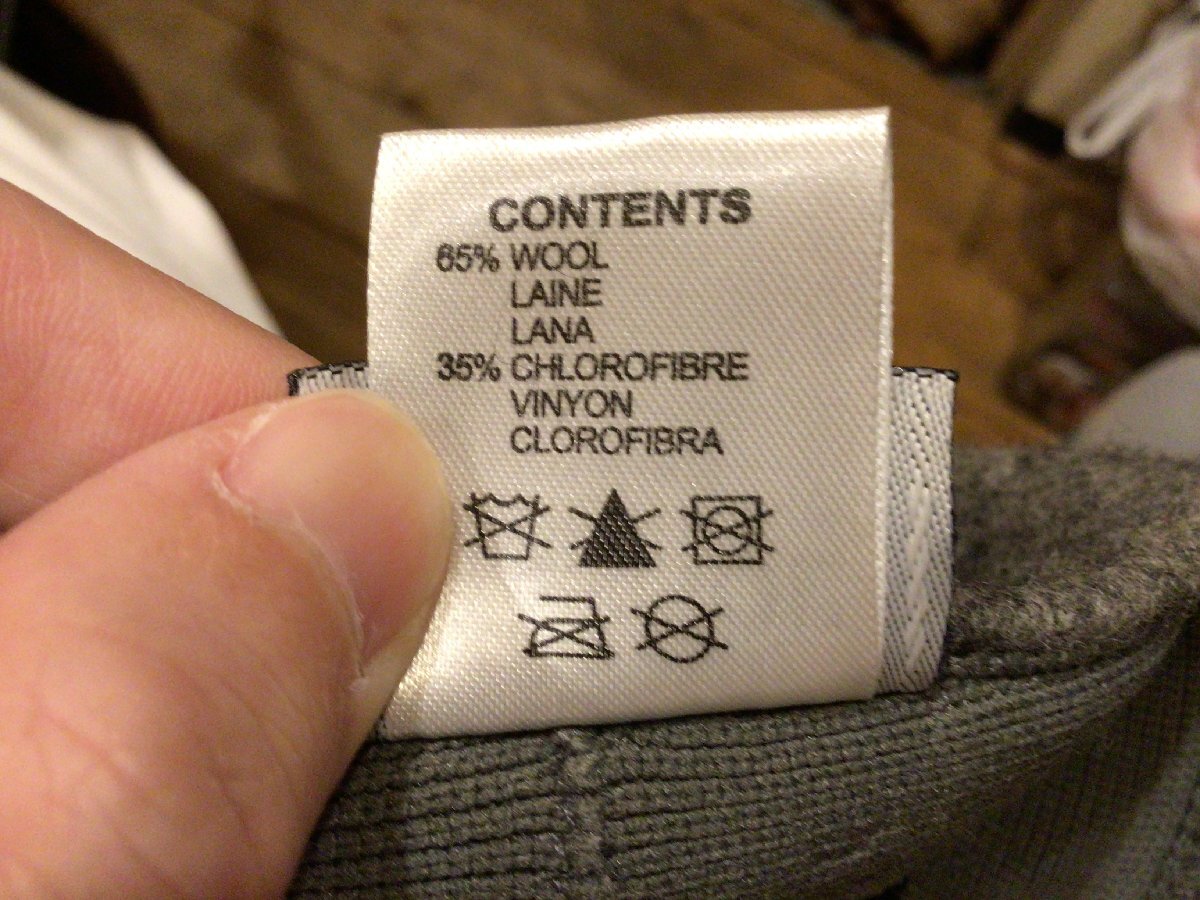 CONTENTS
65% WOOL
LAINE
LANA
35% CHLOROFIBRE
VINYON
CLOROFIBRA